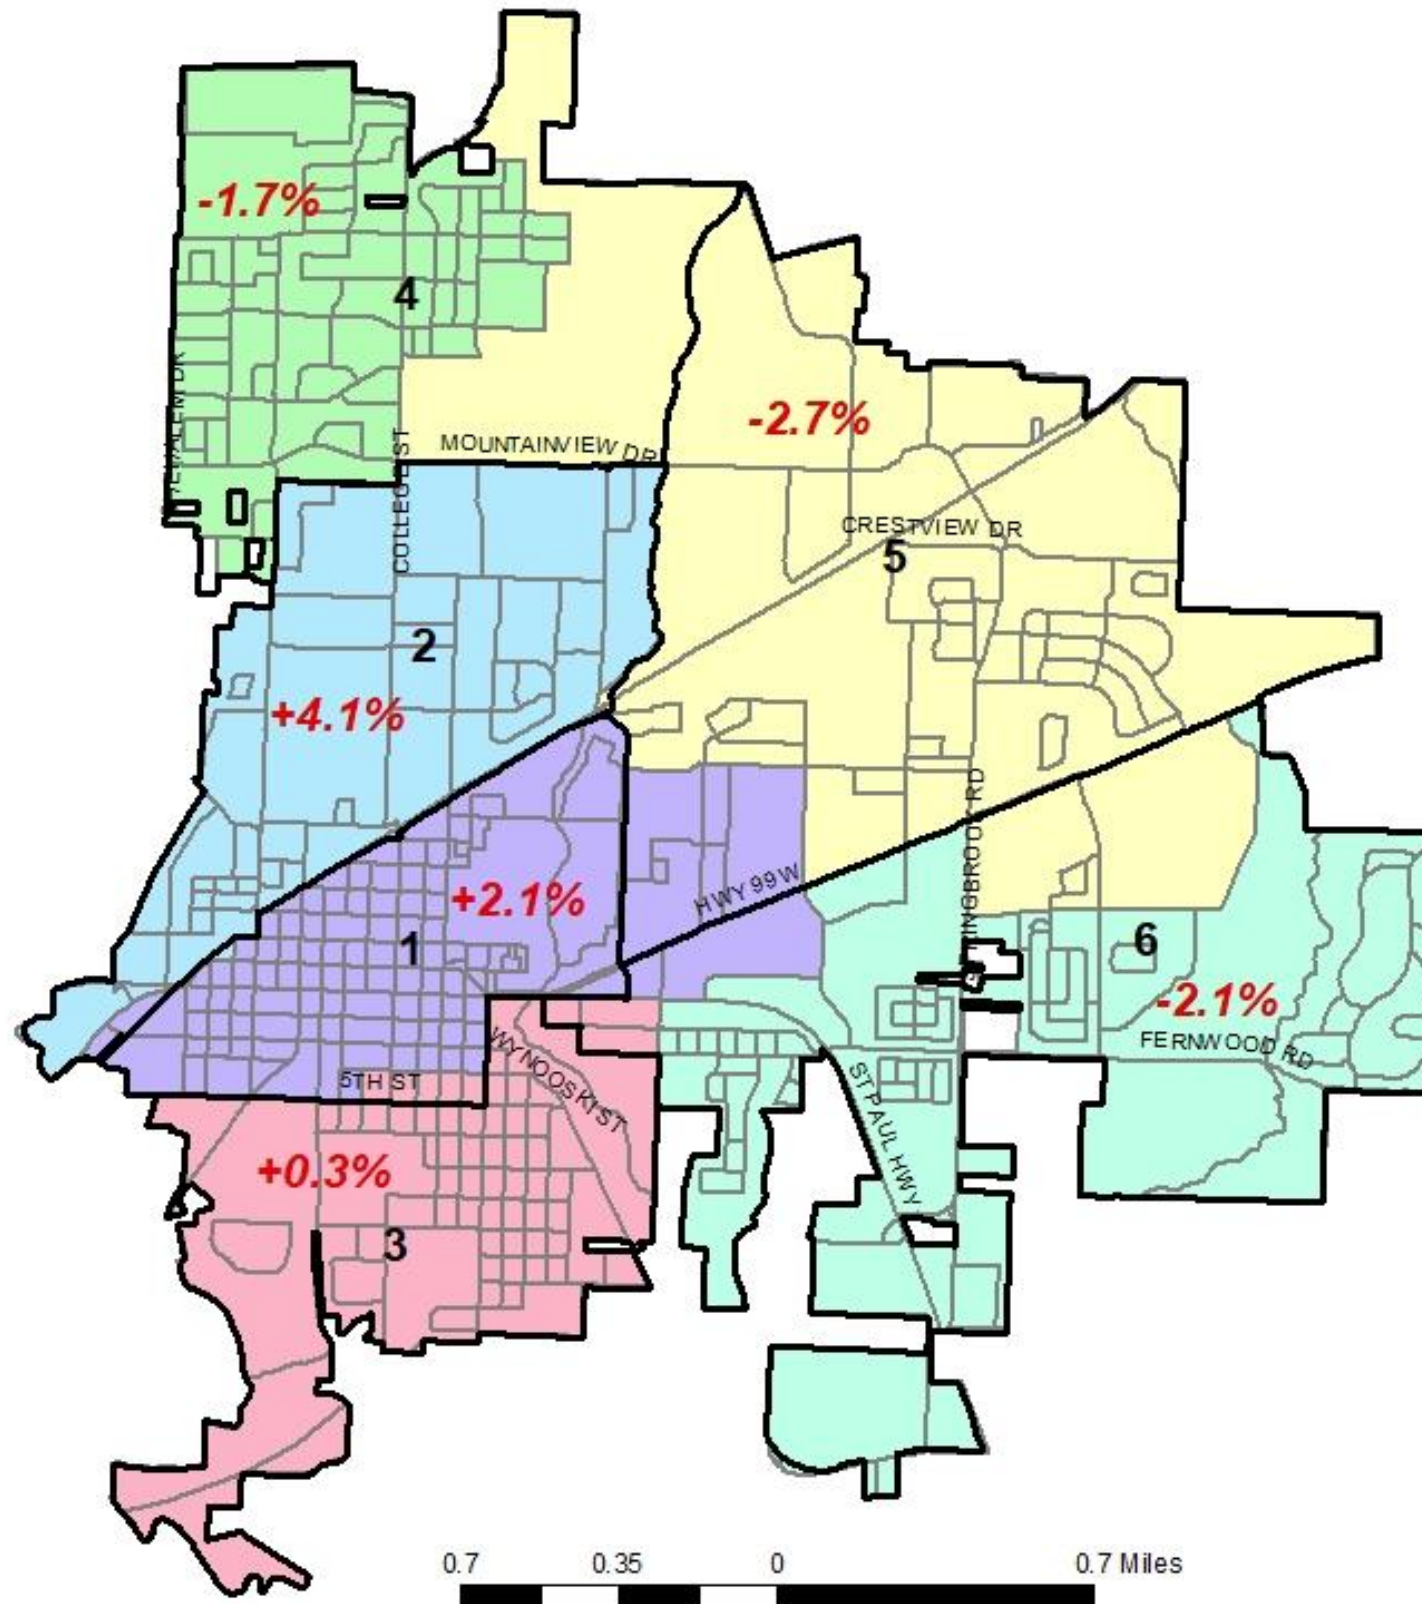 -1.7%
4
-2.7%
MOUNTAINVIEW DR
COLLEGE ST
CRESTVIEW DR
5
2
+4.1%
+2.1%
HWY 99W
1
6
-2.1%
FERNWOOD RD
WYNOOSKI ST
5TH ST
ST PAUL HWY
+0.3%
3
0.7 0.35 0 0.7 Miles